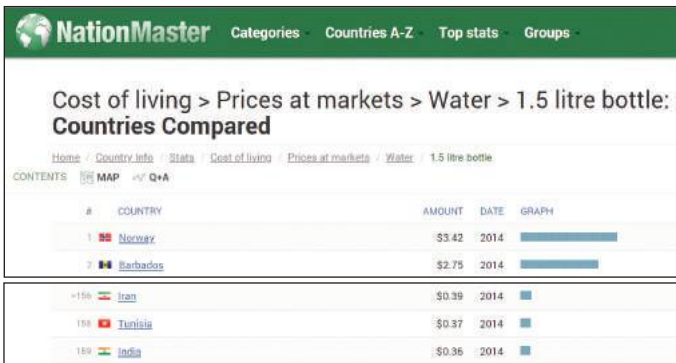 NationMaster Categories Countries A-Z Top stats Groups
Cost of living > Prices at markets > Water > 1.5 litre bottle:
Countries Compared
Home / Country Info / Stats / Cost of living / Prices at markets / Water / 1.5 litre bottle
CONTENTS MAP Q+A
# COUNTRY AMOUNT DATE GRAPH
1 Norway $3.42 2014
2 Barbados $2.75 2014
=156 Iran $0.39 2014
158 Tunisia $0.37 2014
159 India $0.36 2014